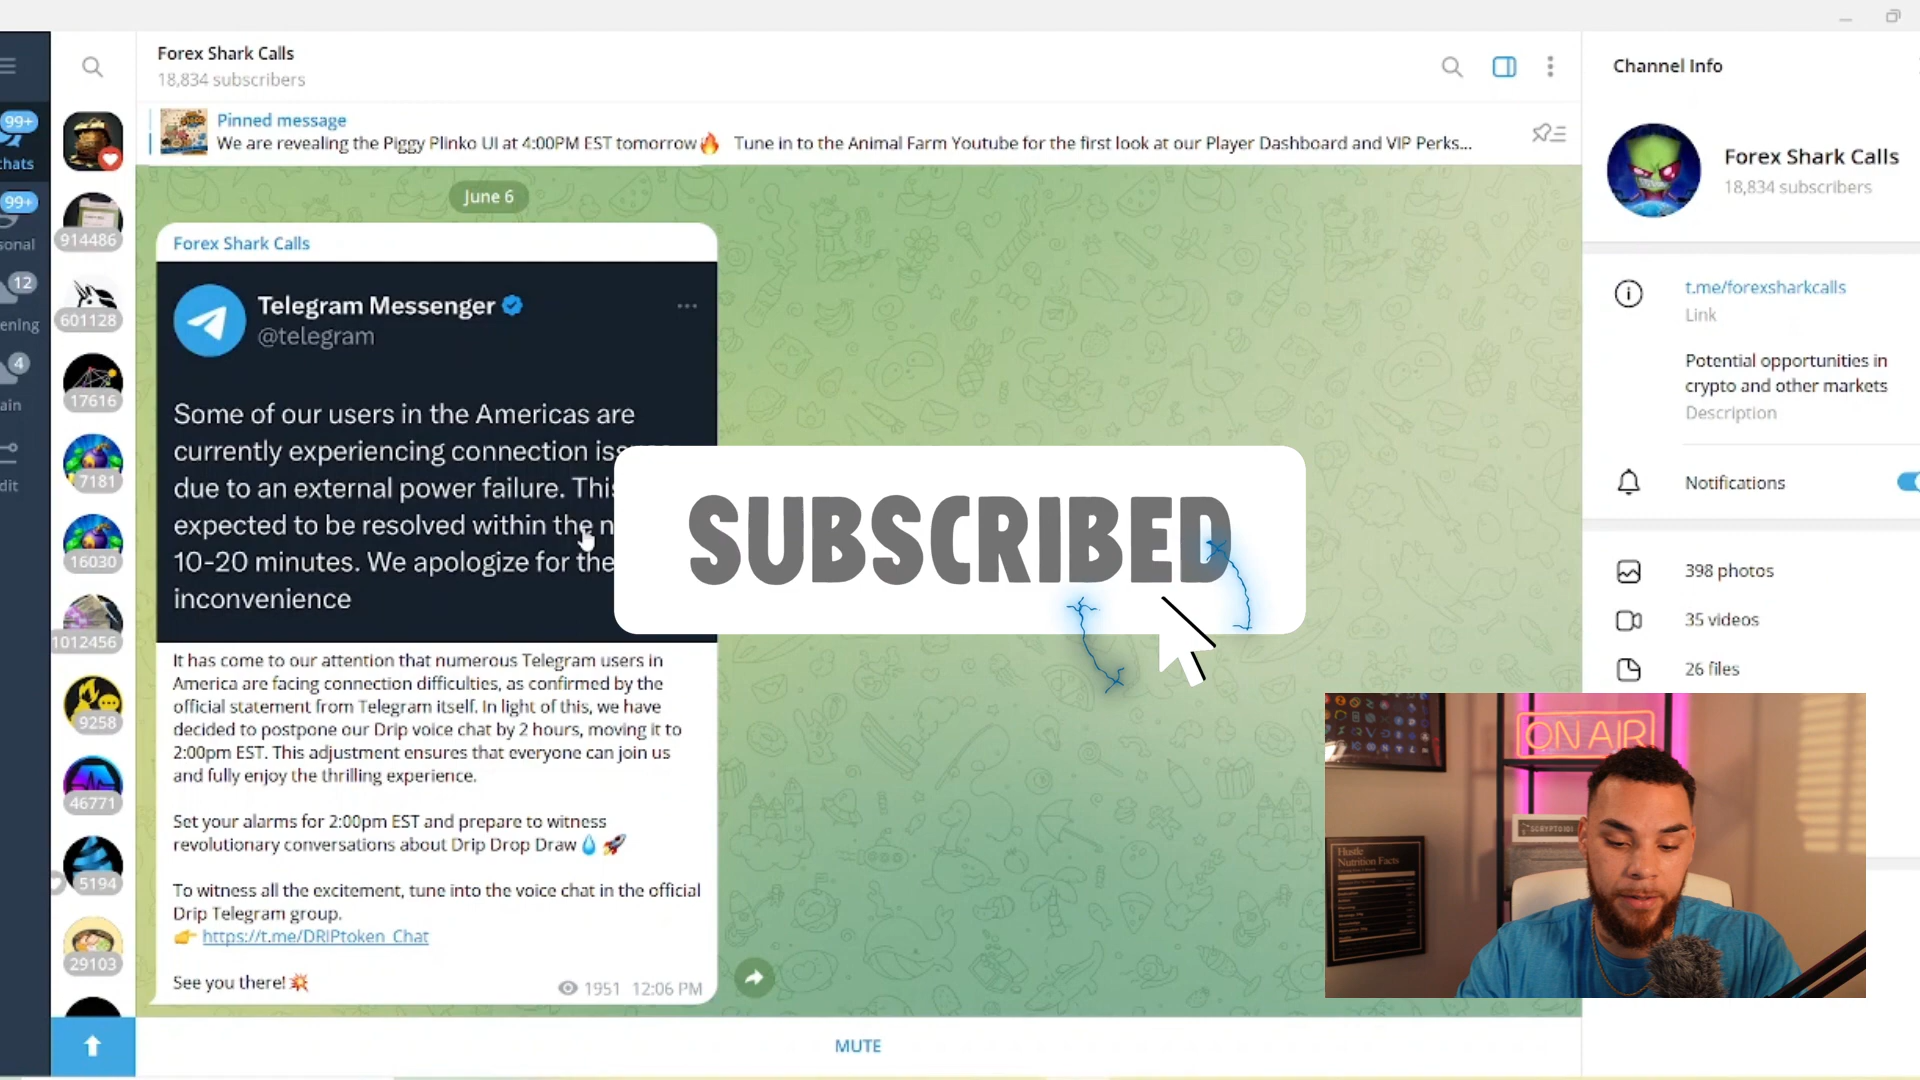 Forex Shark Calls
18,834 subscribers
Pinned message
We are revealing the Piggy Plinko UI at 4:00PM EST tomorrow🔥 Tune in to the Animal Farm Youtube for the first look at our Player Dashboard and VIP Perks...
99+
hats
99+
sonal
12
ening
4
ain
dit
914486
601128
17616
7181
16030
1012456
9258
46771
5194
29103
June 6
Forex Shark Calls
Telegram Messenger
@telegram
Some of our users in the Americas are
currently experiencing connection
due to an external power failure. This
expected to be resolved within the n
10-20 minutes. We apologize for the
inconvenience
SUBSCRIBED
It has come to our attention that numerous Telegram users in
America are facing connection difficulties, as confirmed by the
official statement from Telegram itself. In light of this, we have
decided to postpone our Drip voice chat by 2 hours, moving it to
2:00pm EST. This adjustment ensures that everyone can join us
and fully enjoy the thrilling experience.
Set your alarms for 2:00pm EST and prepare to witness
revolutionary conversations about Drip Drop Draw 💧 🚀
To witness all the excitement, tune into the voice chat in the official
Drip Telegram group.
👉 https://t.me/DRIPtoken_Chat
See you there! 💥
1951 12:06 PM
MUTE
Channel Info
Forex Shark Calls
18,834 subscribers
t.me/forexsharkcalls
Link
Potential opportunities in
crypto and other markets
Description
Notifications
398 photos
35 videos
26 files
ON AIR
Hustle
Nutrition Facts